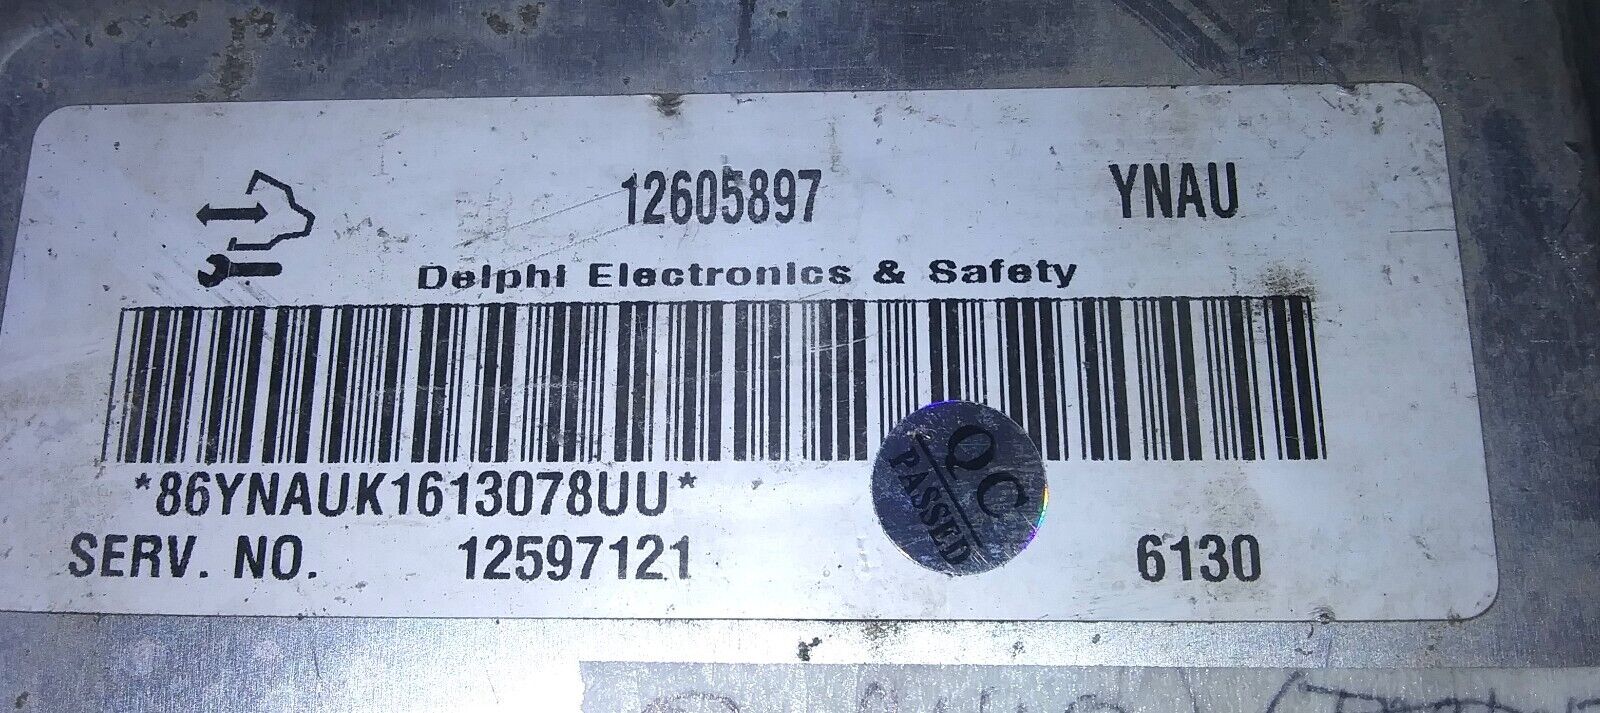 12605897 YNAU
Delphi Electronics & Safety
*86YNAUK1613078UU*
QC
PASSED
SERV. NO. 12597121 6130